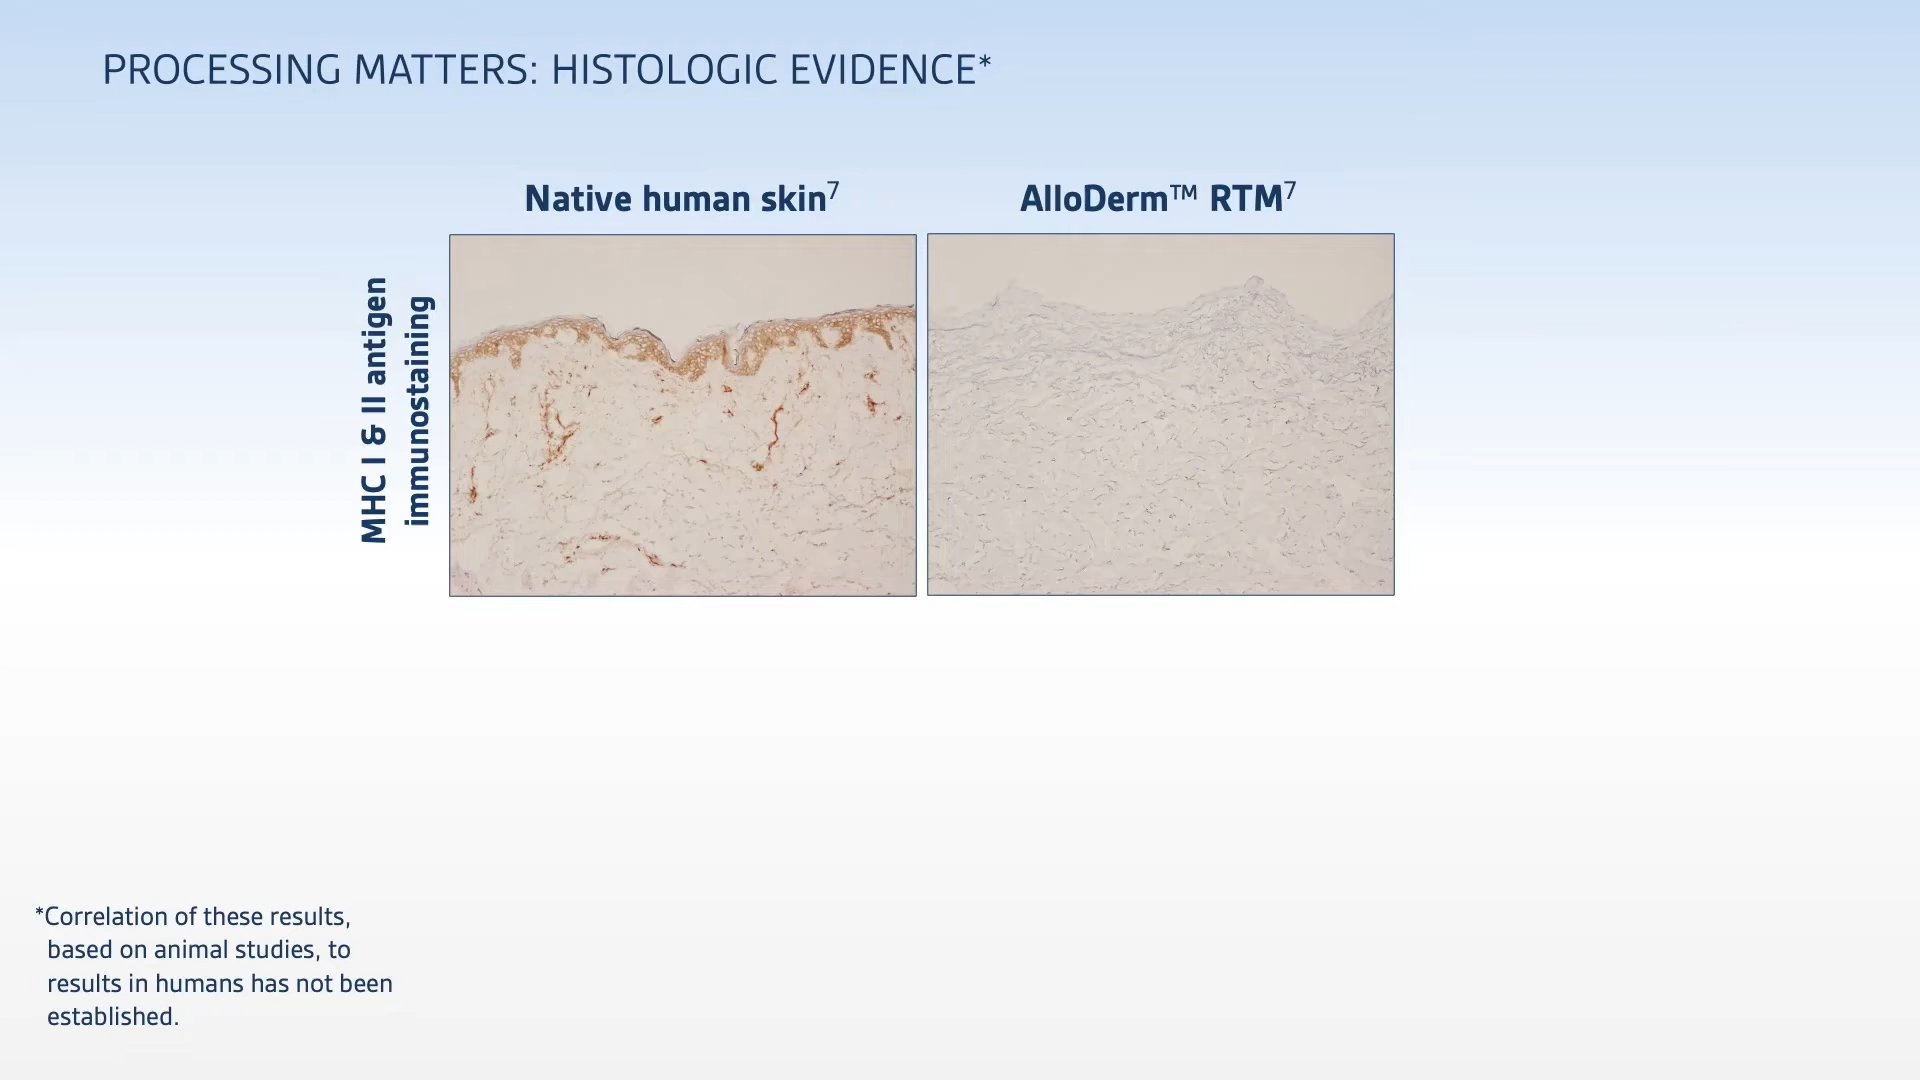 PROCESSING MATTERS: HISTOLOGIC EVIDENCE*
Native human skin7
AlloDerm™ RTM7
MHC I & II antigen
immunostaining
*Correlation of these results,
based on animal studies, to
results in humans has not been
established.